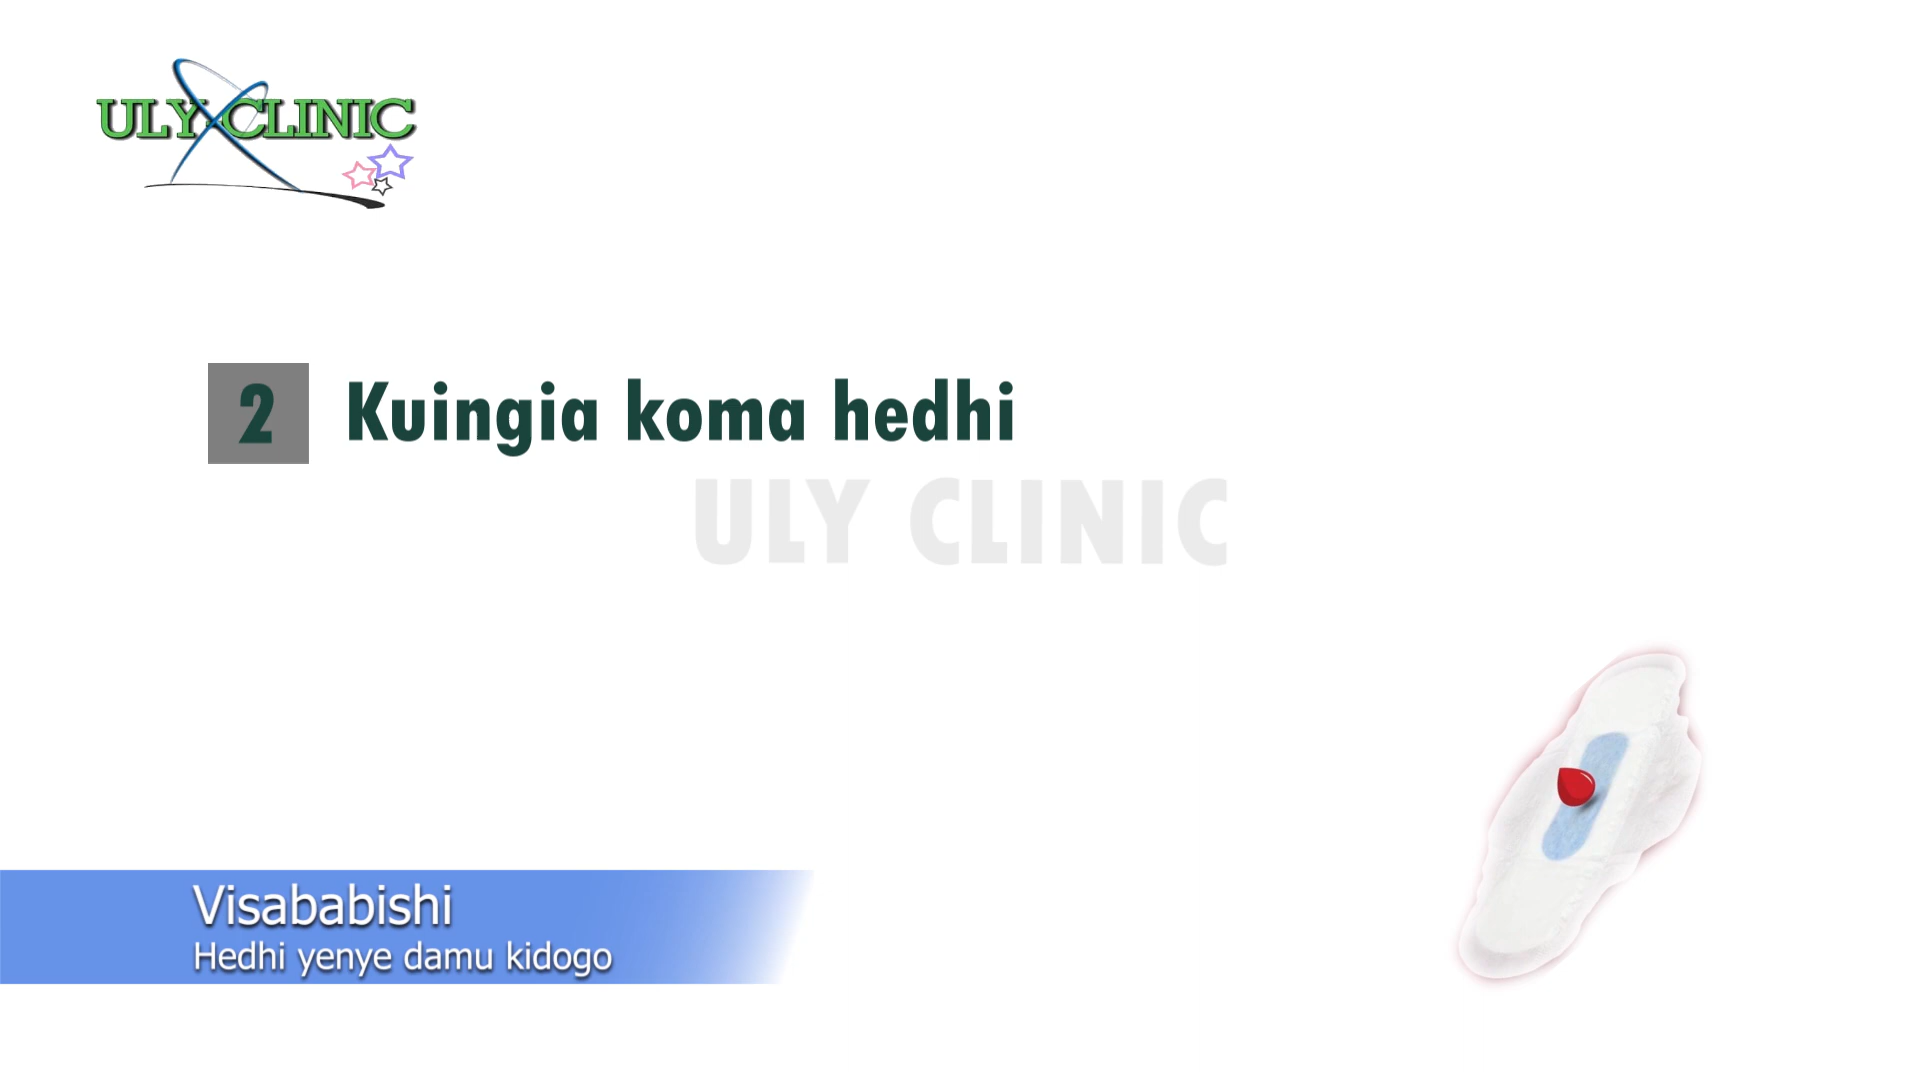 ULY CLINIC
2 Kuingia koma hedhi
ULY CLINIC
Visababishi
Hedhi yenye damu kidogo